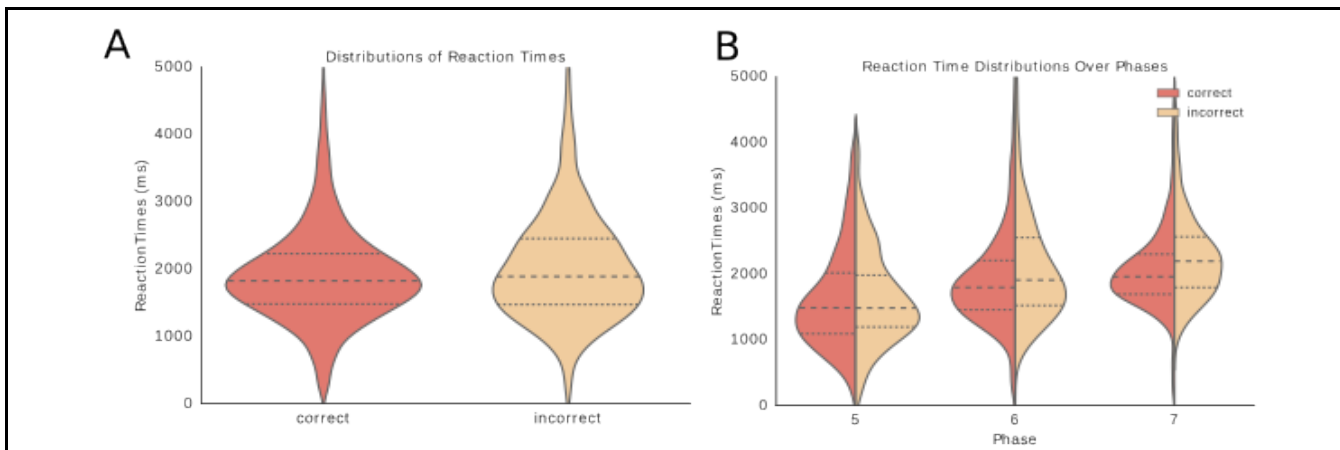 A
Distributions of Reaction Times
5000
4000
3000
2000
1000
0
ReactionTimes (ms)
correct
incorrect
B
Reaction Time Distributions Over Phases
correct
incorrect
5000
4000
3000
2000
1000
0
ReactionTimes (ms)
5
6
7
Phase